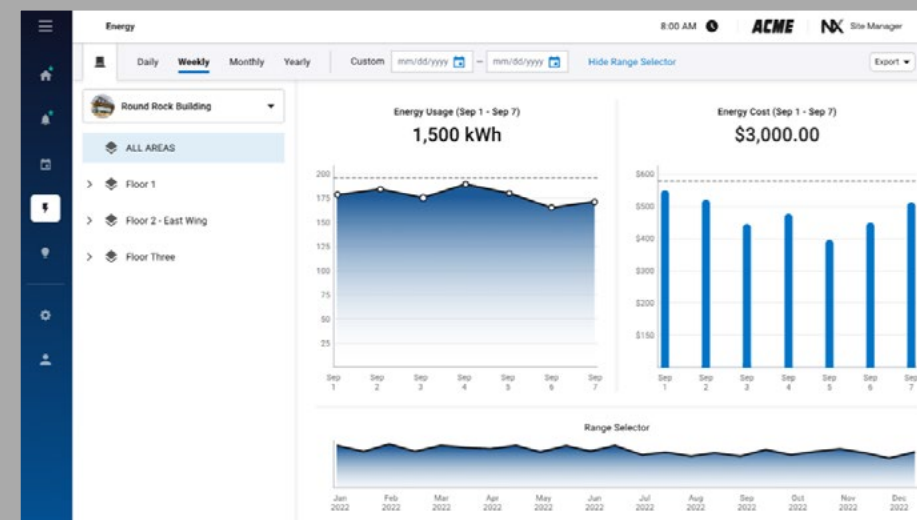 Energy
8:00 AM
ACME
NX Site Manager
Daily Weekly Monthly Yearly Custom mm/dd/yyyy – mm/dd/yyyy Hide Range Selector Export
Round Rock Building
ALL AREAS
Floor 1
Floor 2 - East Wing
Floor Three
Energy Usage (Sep 1 - Sep 7)
1,500 kWh
200
175
150
125
100
75
50
25
Sep Sep Sep Sep Sep Sep Sep
1 2 3 4 5 6 7
Energy Cost (Sep 1 - Sep 7)
$3,000.00
$600
$500
$400
$300
$200
$150
Sep Sep Sep Sep Sep Sep Sep
1 2 3 4 5 6 7
Range Selector
Jan Feb Mar Apr May Jun Jul Aug Sep Oct Nov Dec
2022 2022 2022 2022 2022 2022 2022 2022 2022 2022 2022 2022